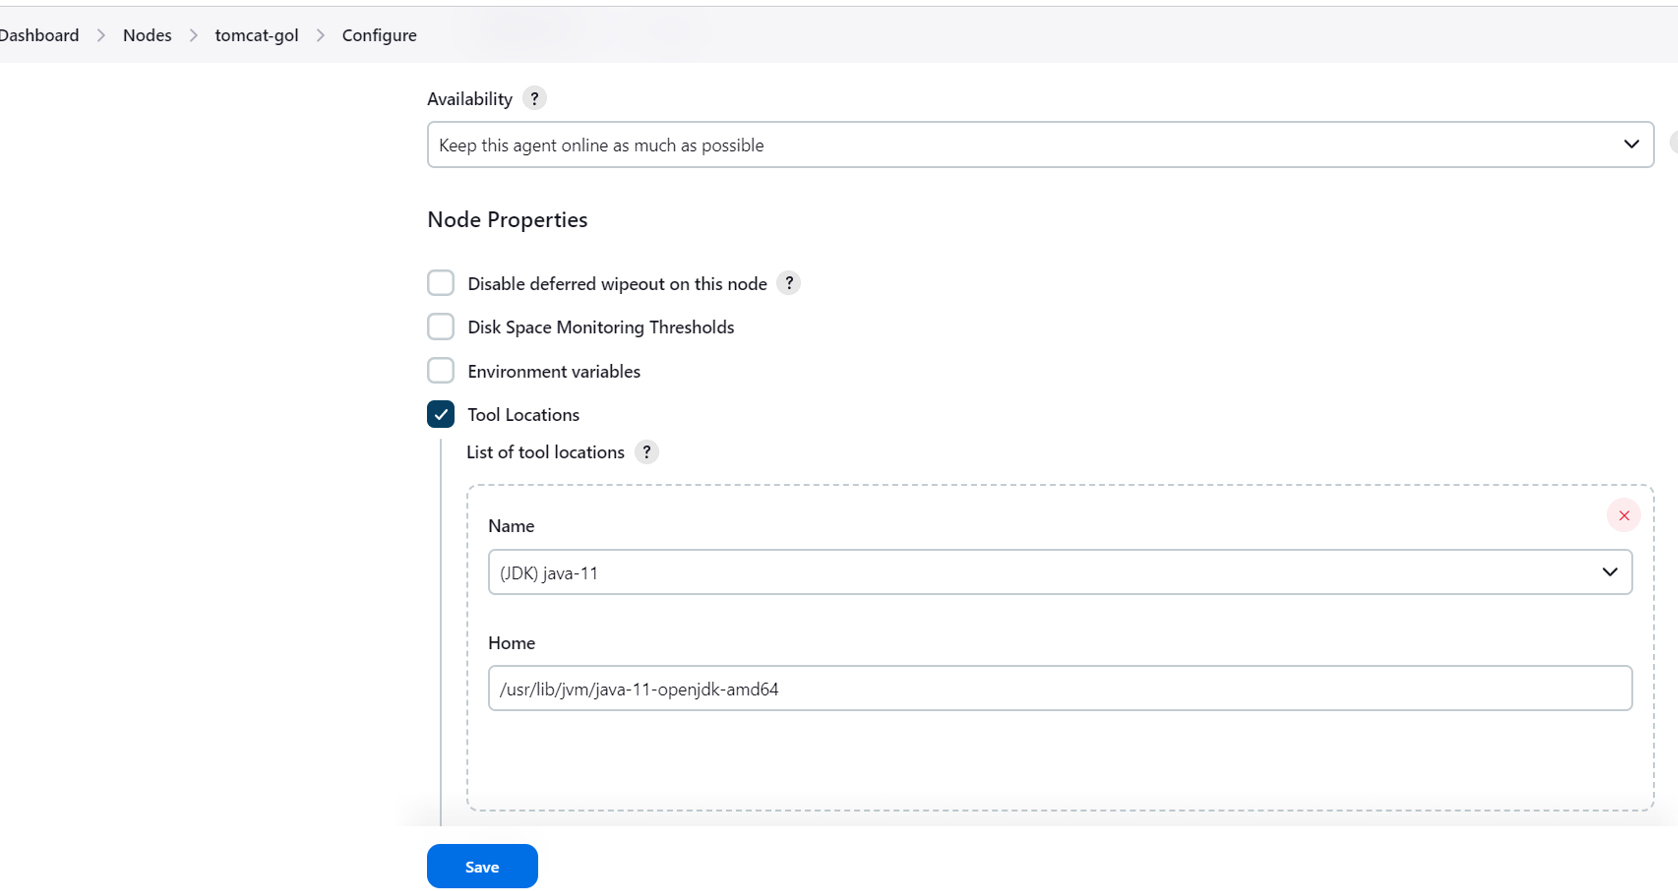 Dashboard > Nodes > tomcat-gol > Configure
Availability ?
Keep this agent online as much as possible
Node Properties
Disable deferred wipeout on this node ?
Disk Space Monitoring Thresholds
Environment variables
Tool Locations
List of tool locations ?
Name
(JDK) java-11
Home
/usr/lib/jvm/java-11-openjdk-amd64
Save